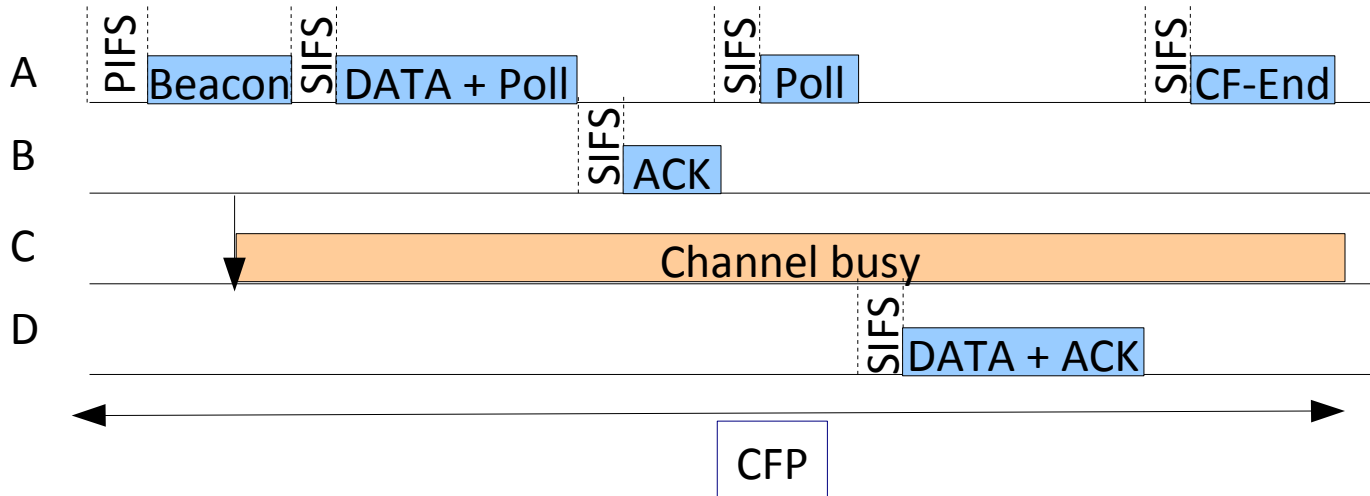 A
PIFS
Beacon
SIFS
DATA + Poll
SIFS
Poll
SIFS
CF-End
B
SIFS
ACK
C
Channel busy
D
SIFS
DATA + ACK
CFP